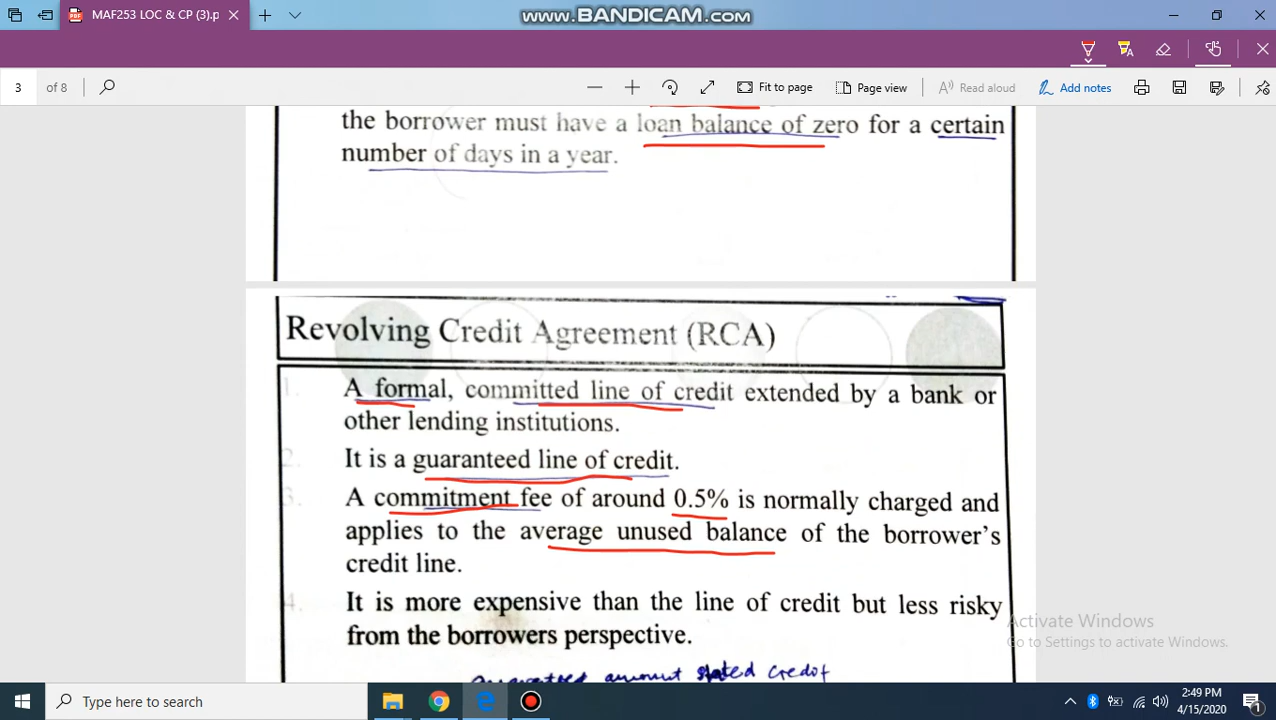 www.BANDICAM.com
MAF253 LOC & CP (3).p
3 of 8
Fit to page
Page view
Read aloud
Add notes
the borrower must have a loan balance of zero for a certain
number of days in a year.
Revolving Credit Agreement (RCA)
1. A formal, committed line of credit extended by a bank or
other lending institutions.
2. It is a guaranteed line of credit.
3. A commitment fee of around 0.5% is normally charged and
applies to the average unused balance of the borrower's
credit line.
4. It is more expensive than the line of credit but less risky
from the borrowers perspective.
amount stated credit
Activate Windows
Go to Settings to activate Windows.
Type here to search
2:49 PM
4/15/2020